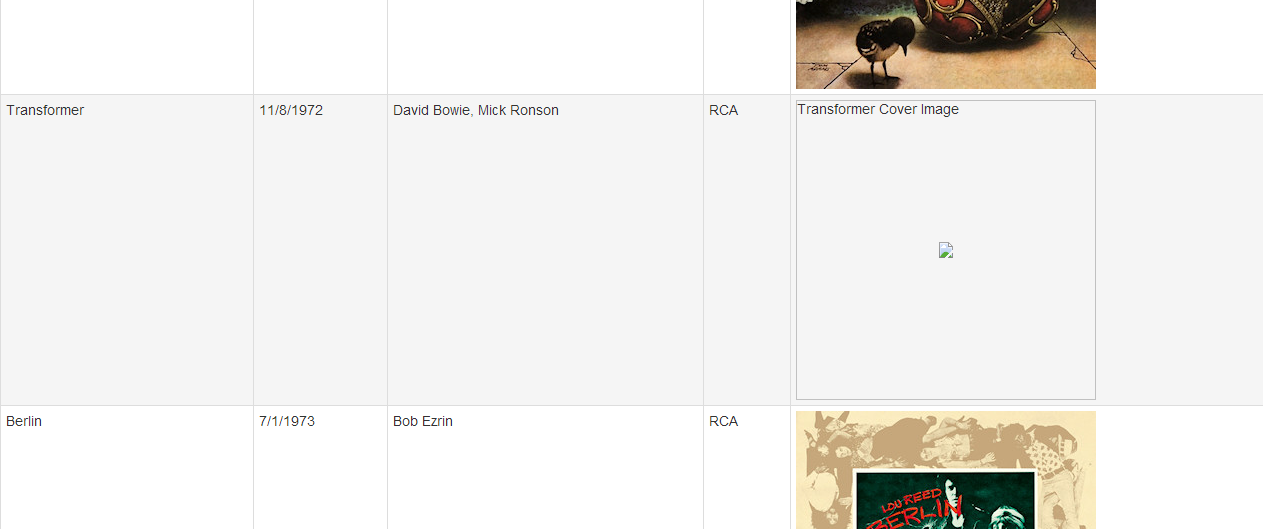 Transformer
11/8/1972
David Bowie, Mick Ronson
RCA
Transformer Cover Image
Berlin
7/1/1973
Bob Ezrin
RCA
LOU REED
BERLIN